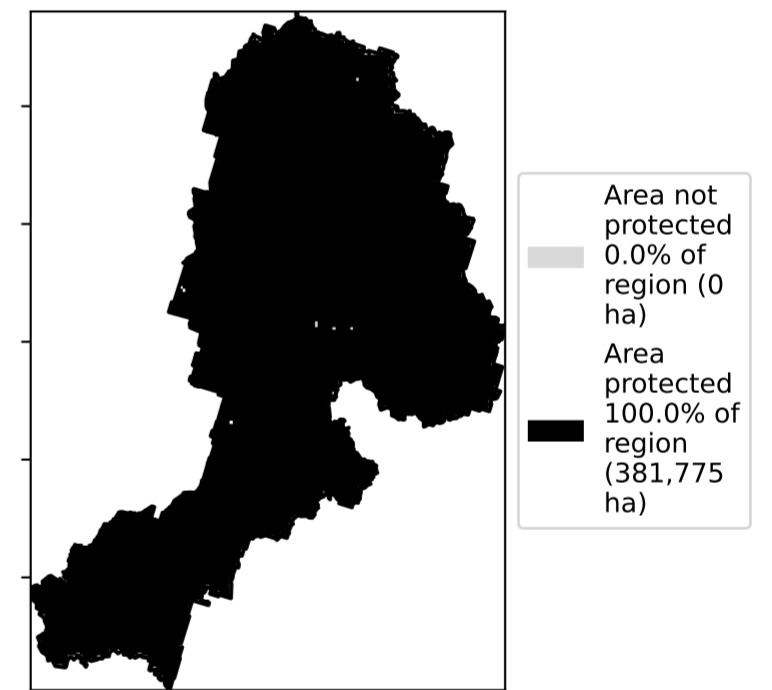 Area not
protected
0.0% of
region (0
ha)
Area
protected
100.0% of
region
(381,775
ha)